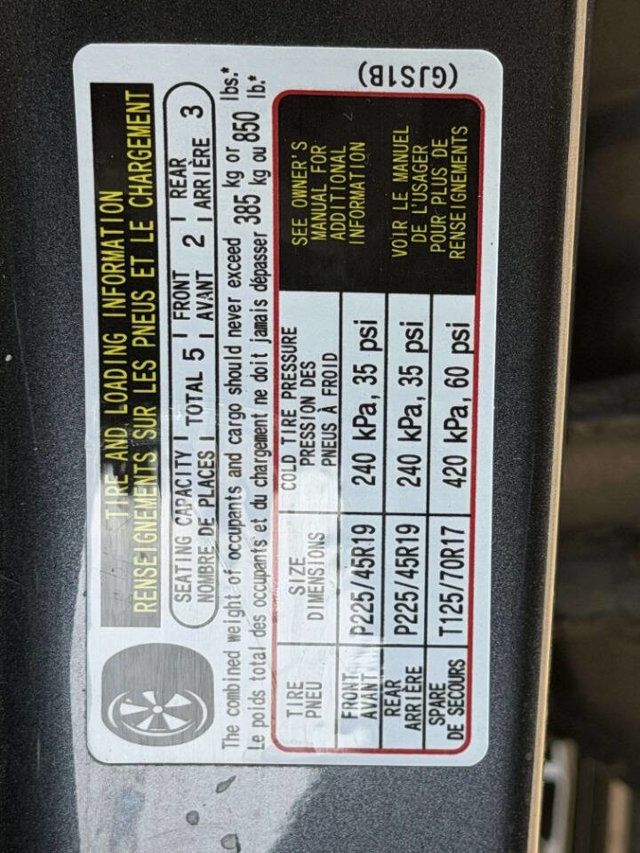 TIRE AND LOADING INFORMATION
RENSEIGNEMENTS SUR LES PNEUS ET LE CHARGEMENT
SEATING CAPACITY | TOTAL 5 | FRONT 2 | REAR 3
NOMBRE DE PLACES | AVANT | ARRIÈRE
The combined weight of occupants and cargo should never exceed 385 kg or 850 lbs.*
Le poids total des occupants et du chargement ne doit jamais dépasser 385 kg ou 850 lb.*
TIRE SIZE COLD TIRE PRESSURE
PNEU DIMENSIONS PRESSION DES
PNEUS À FROID
FRONT P225/45R19 240 kPa, 35 psi
AVANT
REAR P225/45R19 240 kPa, 35 psi
ARRIÈRE
SPARE T125/70R17 420 kPa, 60 psi
DE SECOURS
SEE OWNER'S
MANUAL FOR
ADDITIONAL
INFORMATION
VOIR LE MANUEL
DE L'USAGER
POUR PLUS DE
RENSEIGNEMENTS
(GJS1B)